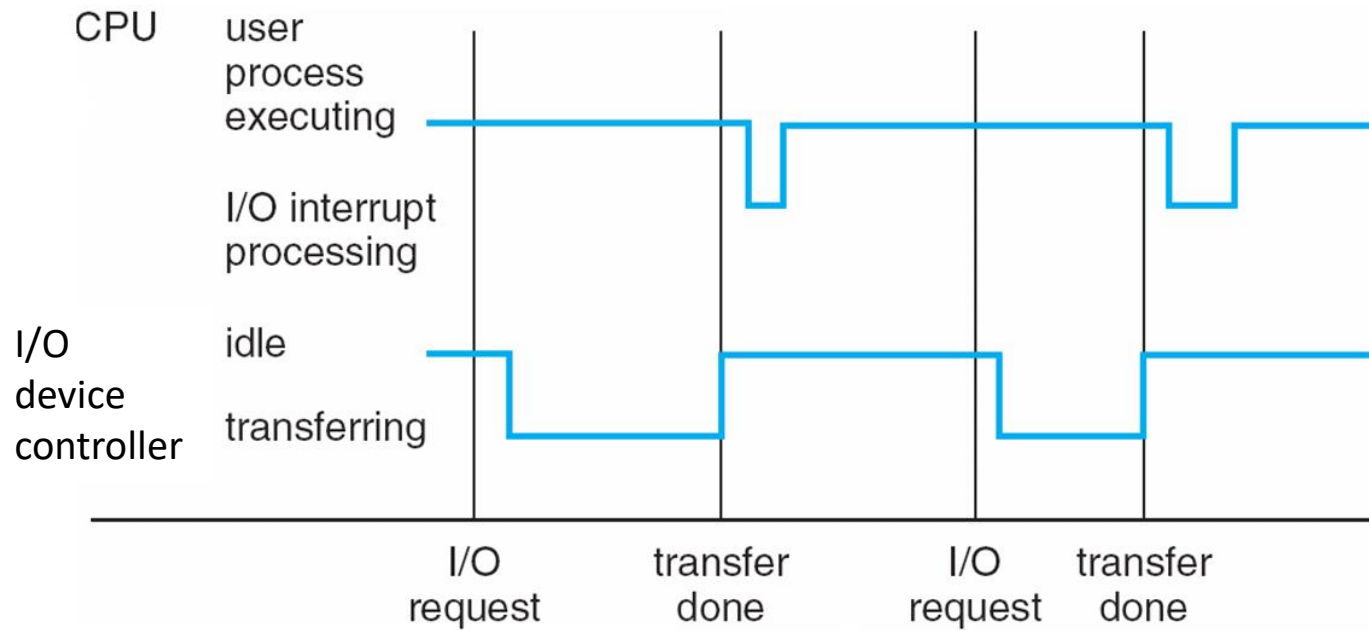 CPU
user
process
executing
I/O interrupt
processing
I/O
device
controller
idle
transferring
I/O
request
transfer
done
I/O
request
transfer
done